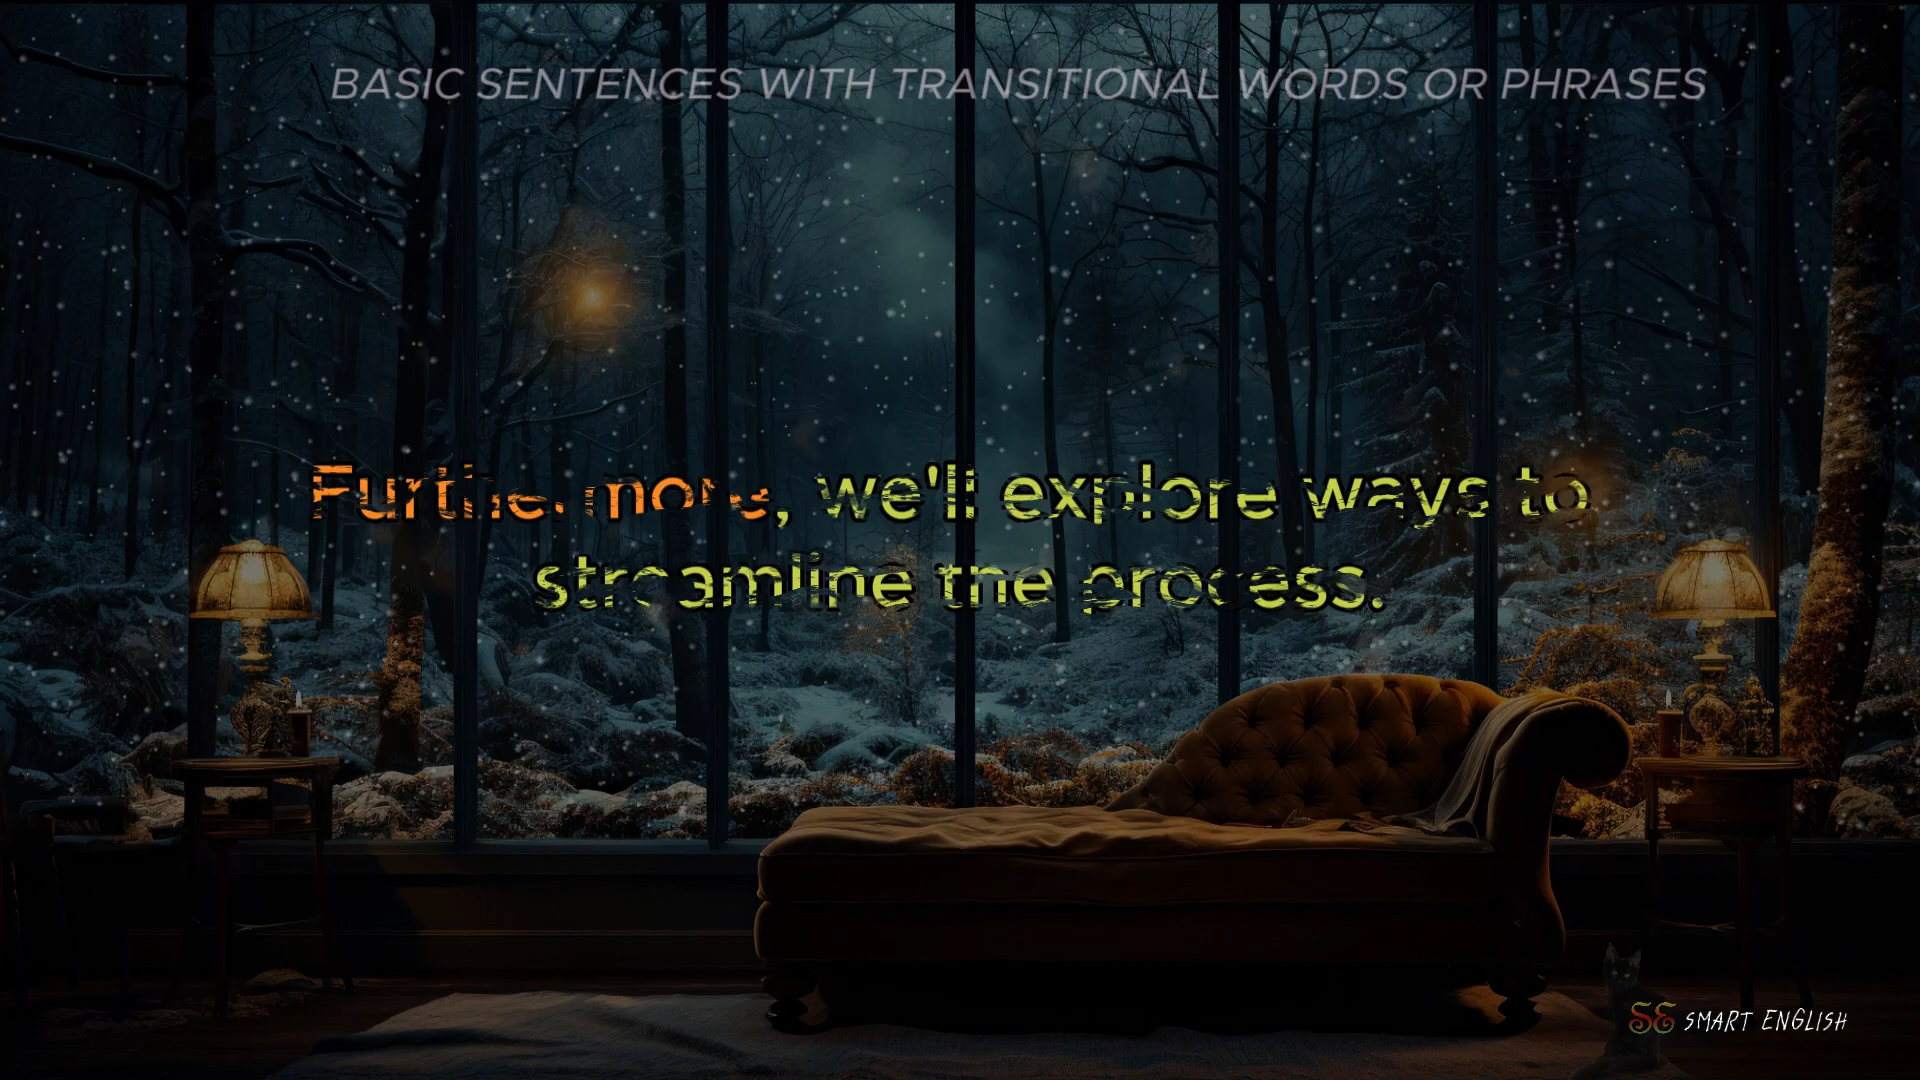 BASIC SENTENCES WITH TRANSITIONAL WORDS OR PHRASES
Furthermore, we'll explore ways to
streamline the process.
SE SMART ENGLISH